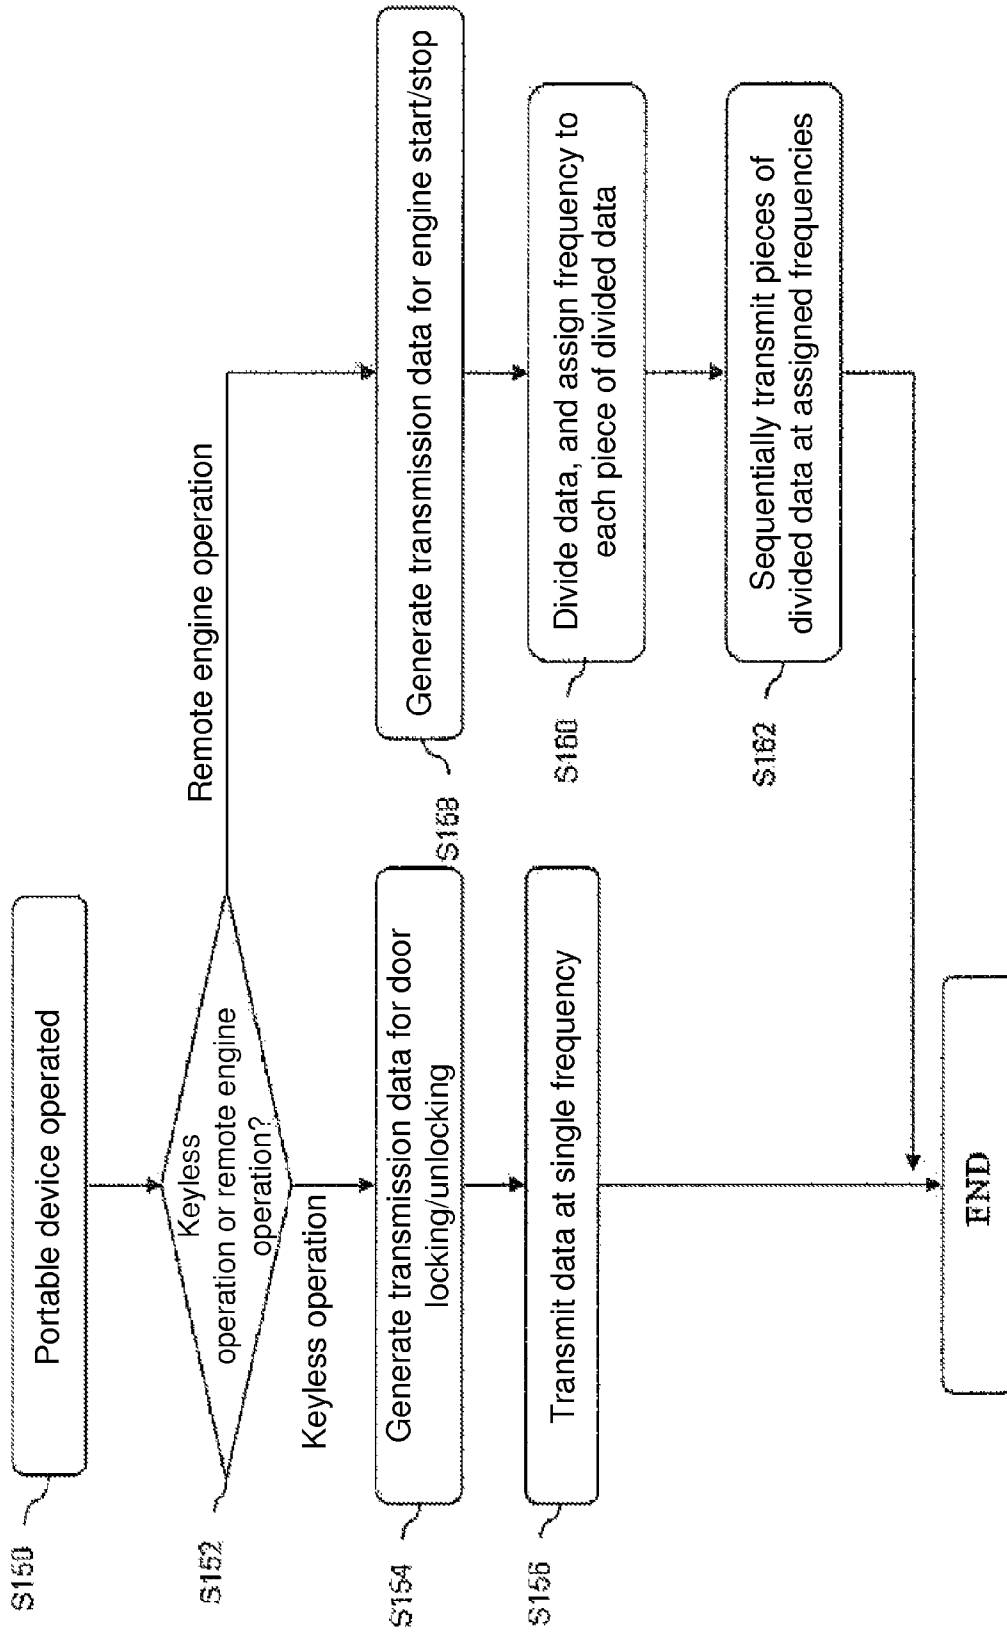 S150
Portable device operated
S152
Keyless
operation or remote engine
operation?
Remote engine operation
Keyless operation
S154
Generate transmission data for door
locking/unlocking
S156
Transmit data at single frequency
S158
Generate transmission data for engine start/stop
S160
Divide data, and assign frequency to
each piece of divided data
S162
Sequentially transmit pieces of
divided data at assigned frequencies
END